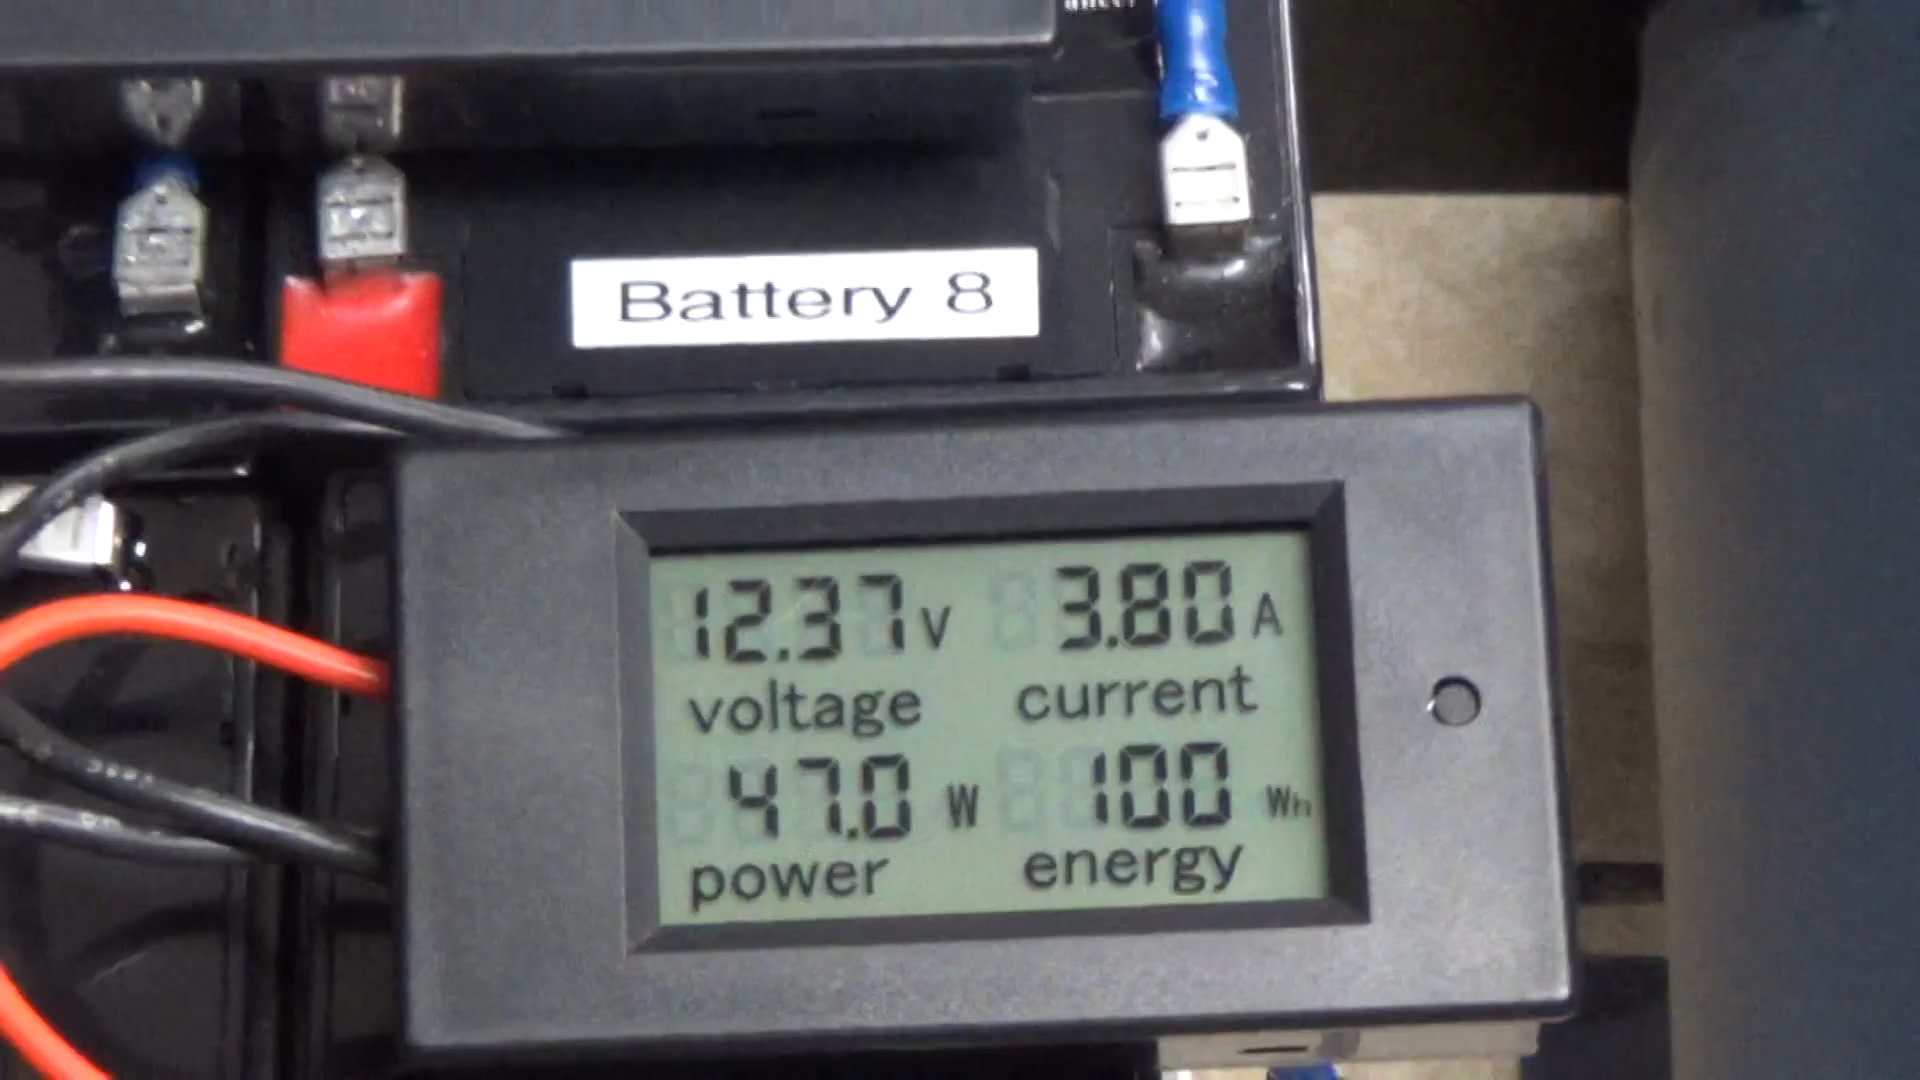 Battery 8
12.37 V 3.80 A
voltage current
47.0 W 100 Wh
power energy